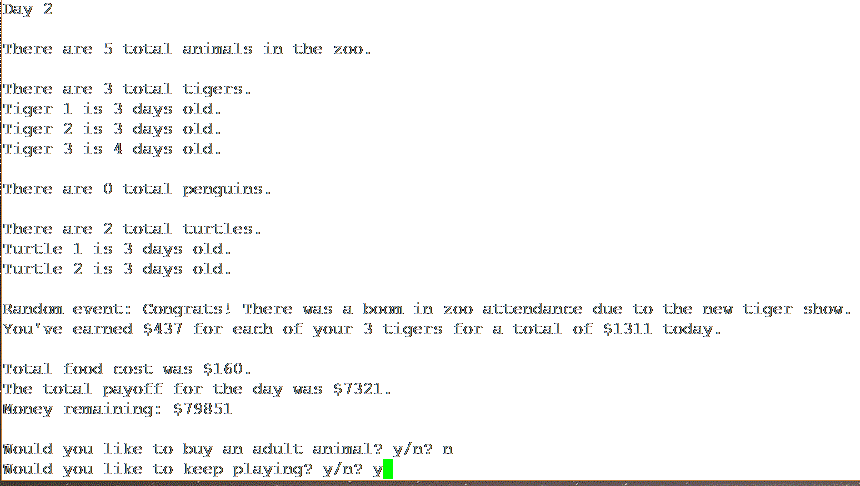 Day 2
There are 5 total animals in the zoo.
There are 3 total tigers.
Tiger 1 is 3 days old.
Tiger 2 is 3 days old.
Tiger 3 is 4 days old.
There are 0 total penguins.
There are 2 total turtles.
Turtle 1 is 3 days old.
Turtle 2 is 3 days old.
Random event: Congrats! There was a boom in zoo attendance due to the new tiger show.
You've earned $437 for each of your 3 tigers for a total of $1311 today.
Total food cost was $160.
The total payoff for the day was $7321.
Money remaining: $79851
Would you like to buy an adult animal? y/n? n
Would you like to keep playing? y/n? y